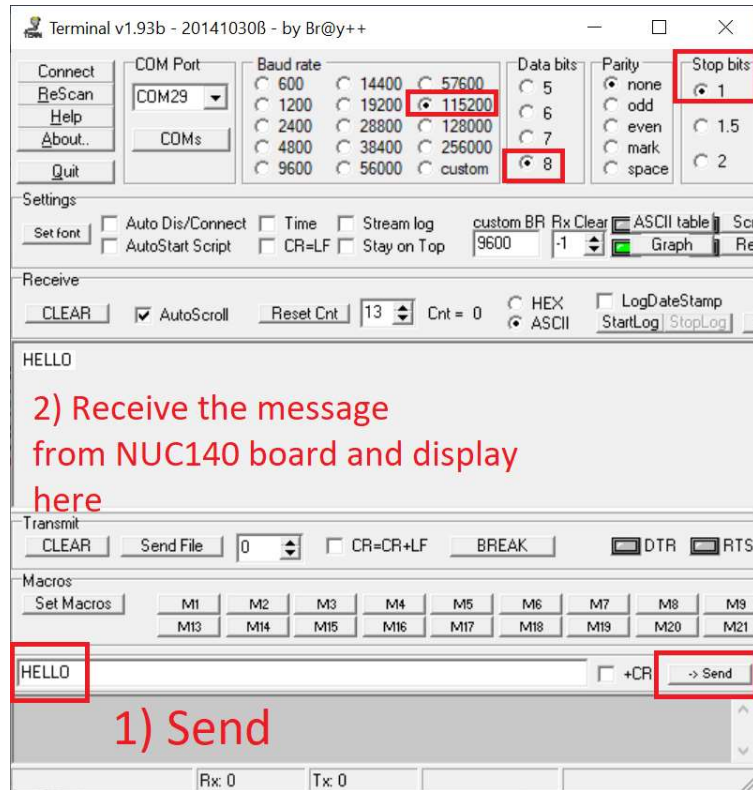 Terminal v1.93b - 20141030ß - by Br@y++
Connect
ReScan
Help
About..
Quit
COM Port
COM29
COMs
Baud rate
600 14400 57600
1200 19200 115200
2400 28800 128000
4800 38400 256000
9600 56000 custom
Data bits
5
6
7
8
Parity
none
odd
even
mark
space
Stop bits
1
1.5
2
Settings
Set font
Auto Dis/Connect Time Stream log
AutoStart Script CR=LF Stay on Top
custom BR Rx Clear
9600 -1
ASCII table Scr
Graph Re
Receive
CLEAR AutoScroll Reset Cnt 13 Cnt = 0
HEX
ASCII
LogDateStamp
StartLog StopLog
HELLO
2) Receive the message
from NUC140 board and display
here
Transmit
CLEAR Send File 0 CR=CR+LF BREAK DTR RTS
Macros
Set Macros M1 M2 M3 M4 M5 M6 M7 M8 M9
M13 M14 M15 M16 M17 M18 M19 M20 M21
HELLO +CR -> Send
1) Send
Rx: 0 Tx: 0